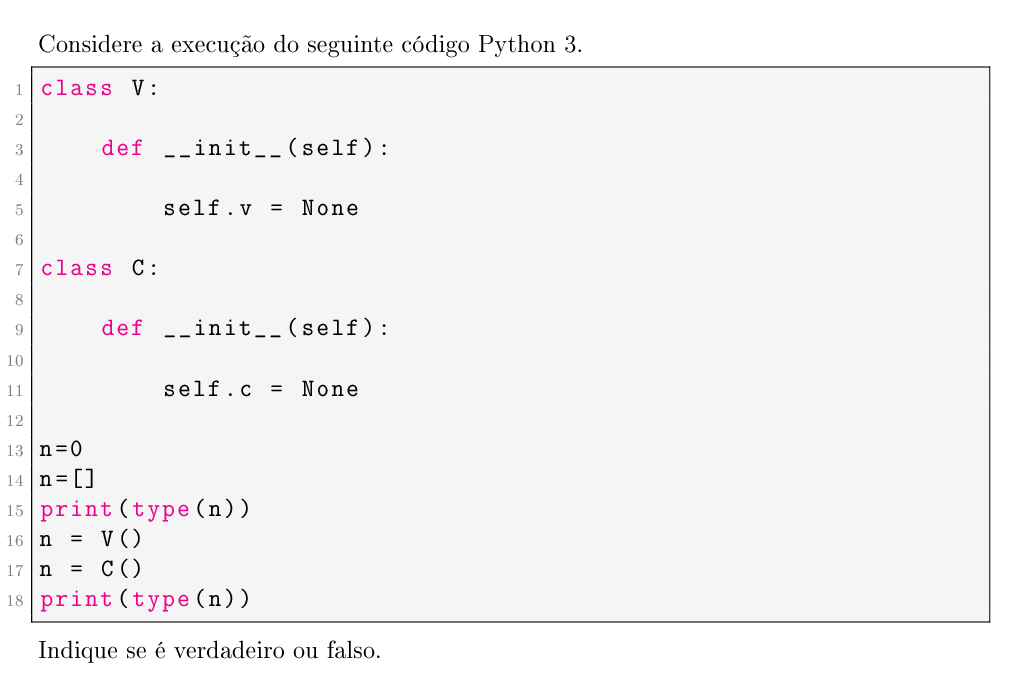 Considere a execução do seguinte código Python 3.
1 class V:
2
3     def __init__(self):
4
5         self.v = None
6
7 class C:
8
9     def __init__(self):
10
11         self.c = None
12
13 n=0
14 n=[]
15 print(type(n))
16 n = V()
17 n = C()
18 print(type(n))
Indique se é verdadeiro ou falso.